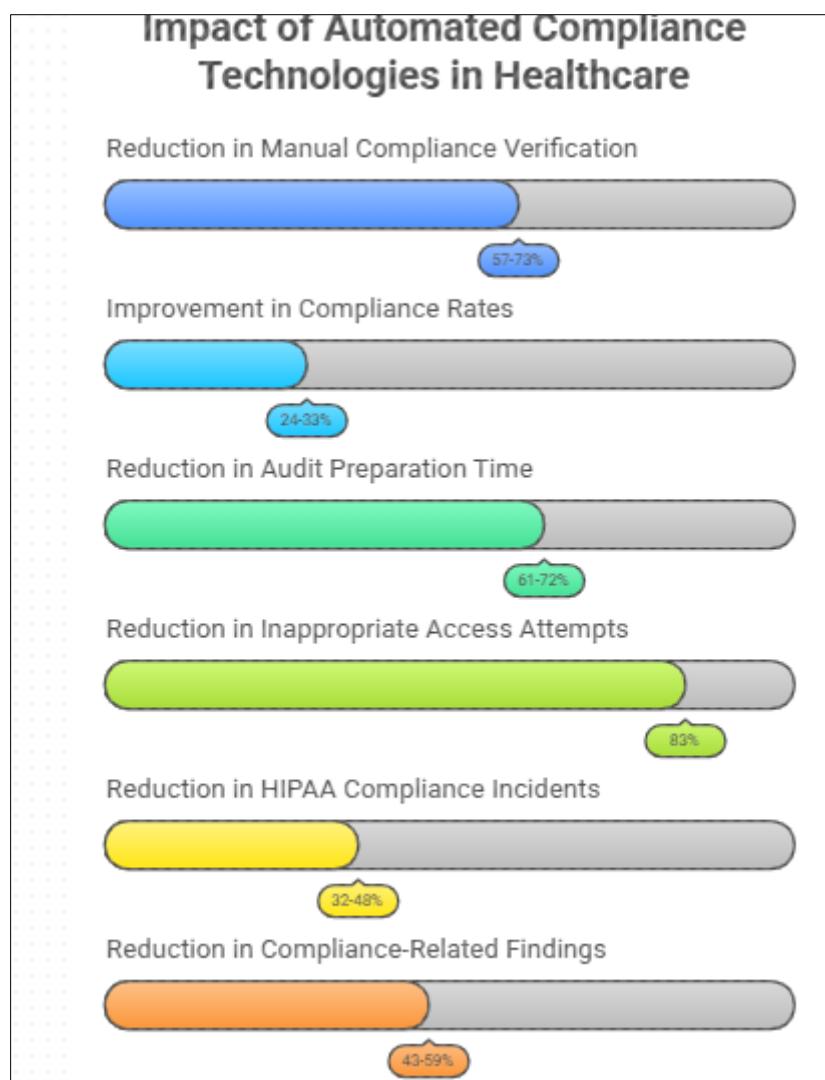 Impact of Automated Compliance
Technologies in Healthcare
Reduction in Manual Compliance Verification
57-73%
Improvement in Compliance Rates
24-33%
Reduction in Audit Preparation Time
61-72%
Reduction in Inappropriate Access Attempts
83%
Reduction in HIPAA Compliance Incidents
32-48%
Reduction in Compliance-Related Findings
43-59%